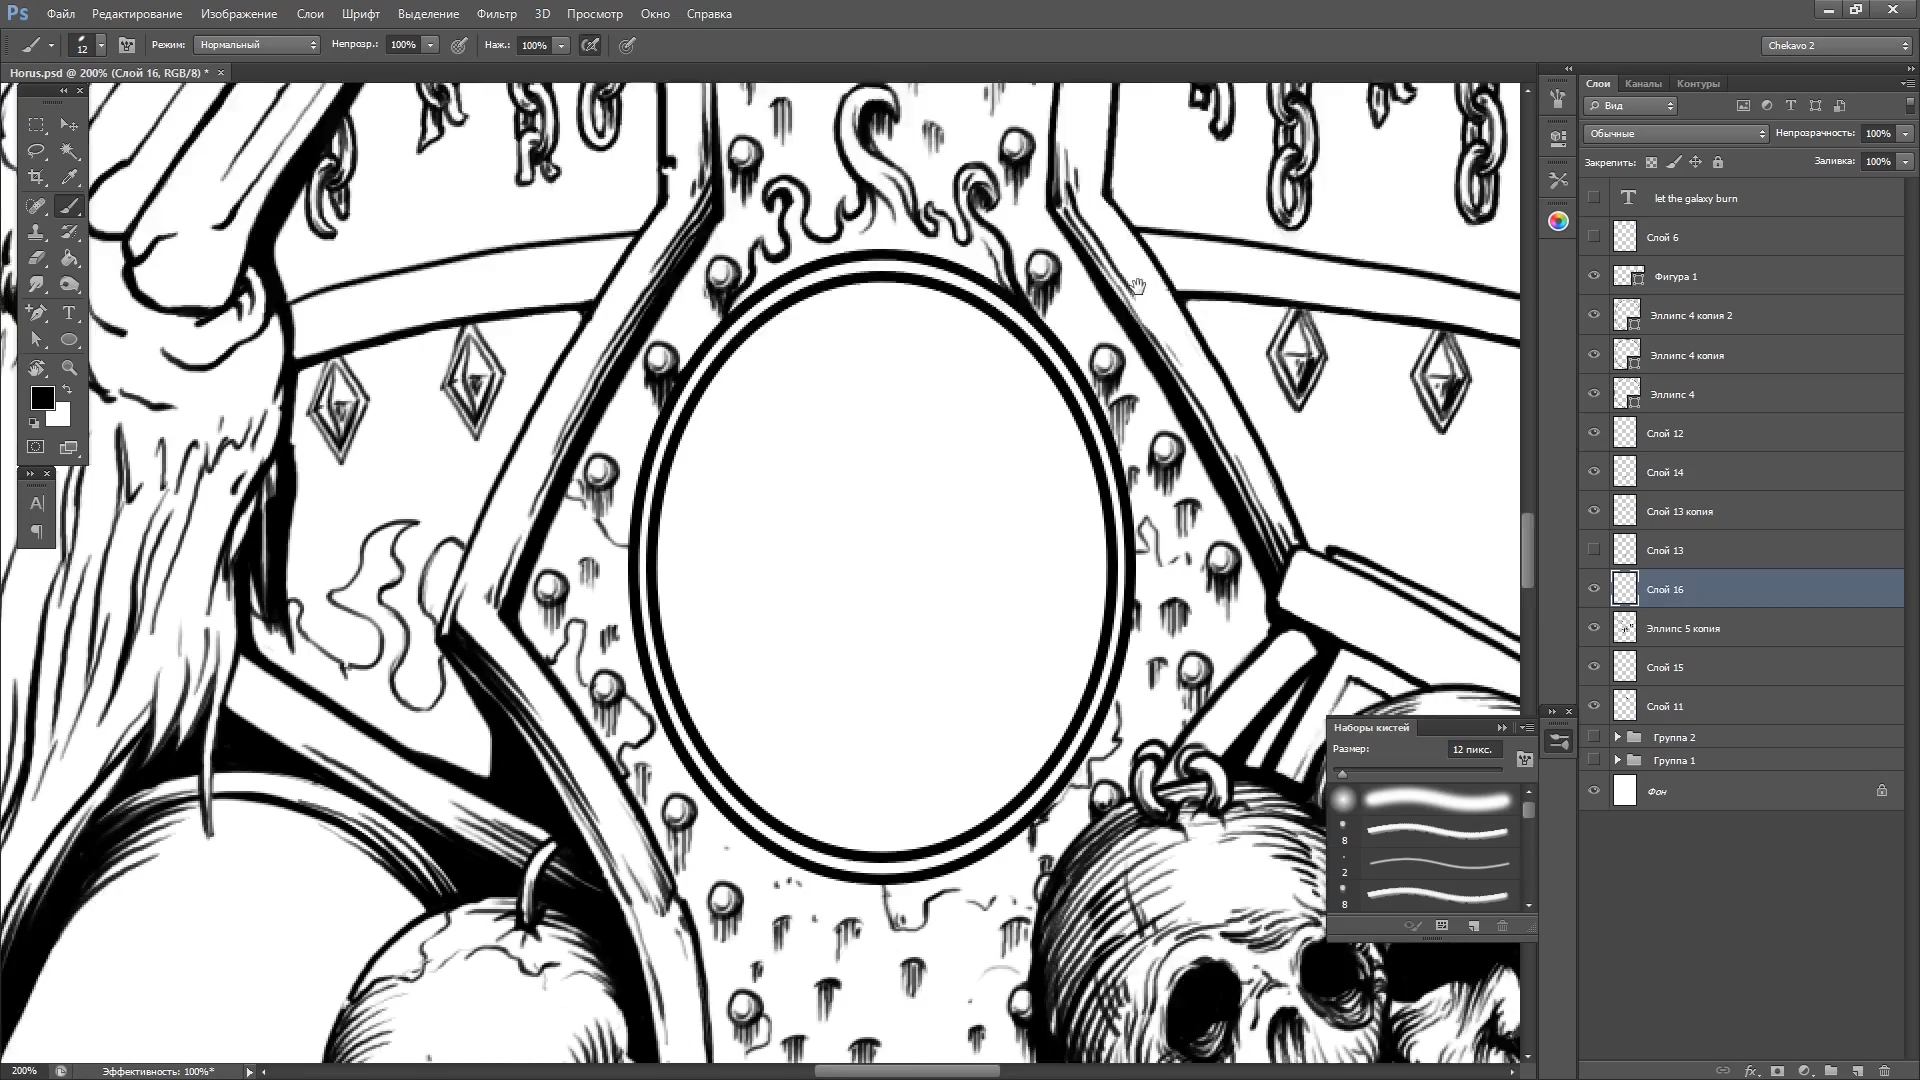 Ps Файл Редактирование Изображение Слои Шрифт Выделение Фильтр 3D Просмотр Окно Справка
12 Режим: Нормальный Непрозр.: 100% Наж.: 100% Chekavo 2
Horus.psd @ 200% (Слой 16, RGB/8) * ×
Слои Каналы Контуры
Вид
Обычные Непрозрачность: 100%
Закрепить: Заливка: 100%
T let the galaxy burn
Слой 6
Фигура 1
Эллипс 4 копия 2
Эллипс 4 копия
Эллипс 4
Слой 12
Слой 14
Слой 13 копия
Слой 13
Слой 16
Эллипс 5 копия
Слой 15
Слой 11
Группа 2
Группа 1
Фон
Наборы кистей
Размер: 12 пикс.
8
2
8
200% Эффективность: 100%*